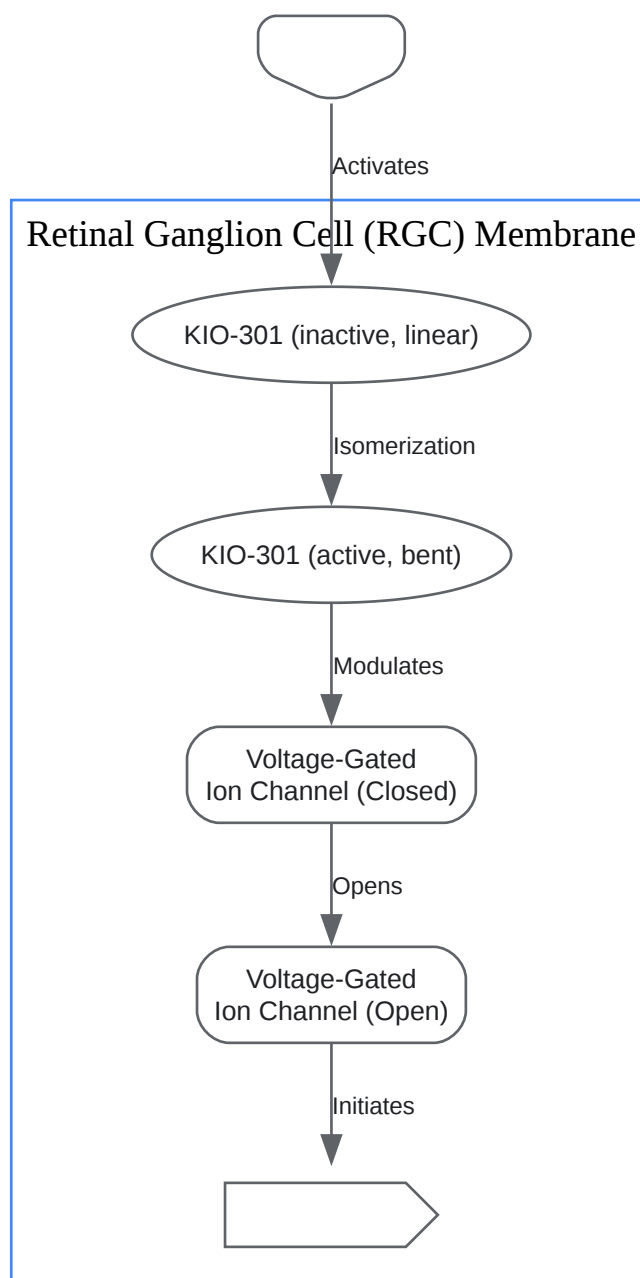 Activates
Retinal Ganglion Cell (RGC) Membrane
KIO-301 (inactive, linear)
Isomerization
KIO-301 (active, bent)
Modulates
Voltage-Gated
Ion Channel (Closed)
Opens
Voltage-Gated
Ion Channel (Open)
Initiates